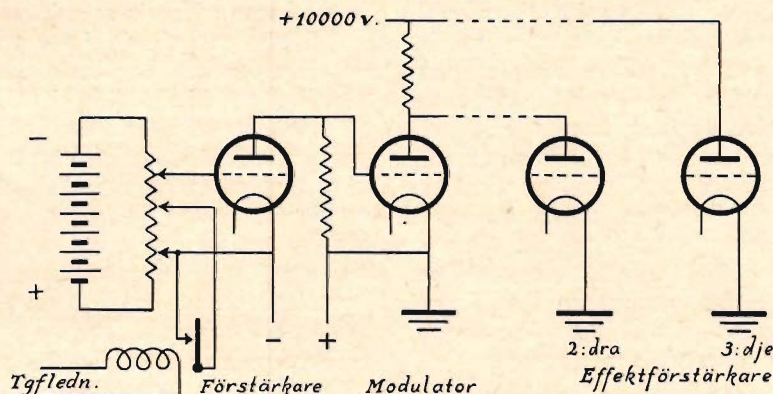 +10000 v.
-
+
- +
2:dra 3:dje
Tgfledn. Förstärkare Modulator Effektförstärkare